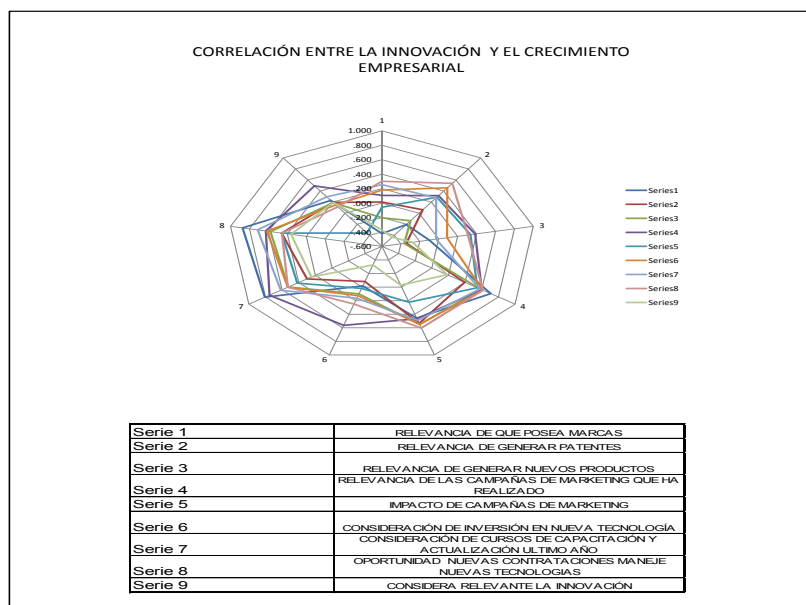 CORRELACIÓN ENTRE LA INNOVACIÓN Y EL CRECIMIENTO
EMPRESARIAL
1
1.000
.800
.600
.400
.200
.000
-.200
-.400
-.600
2
3
4
5
6
7
8
9
Series1
Series2
Series3
Series4
Series5
Series6
Series7
Series8
Series9
Serie 1 RELEVANCIA DE QUE POSEA MARCAS
Serie 2 RELEVANCIA DE GENERAR PATENTES
Serie 3 RELEVANCIA DE GENERAR NUEVOS PRODUCTOS
Serie 4 RELEVANCIA DE LAS CAMPAÑAS DE MARKETING QUE HA
REALIZADO
Serie 5 IMPACTO DE CAMPAÑAS DE MARKETING
Serie 6 CONSIDERACIÓN DE INVERSIÓN EN NUEVA TECNOLOGÍA
Serie 7 CONSIDERACIÓN DE CURSOS DE CAPACITACIÓN Y
ACTUALIZACIÓN ULTIMO AÑO
Serie 8 OPORTUNIDAD NUEVAS CONTRATACIONES MANEJE
NUEVAS TECNOLOGIAS
Serie 9 CONSIDERA RELEVANTE LA INNOVACIÓN